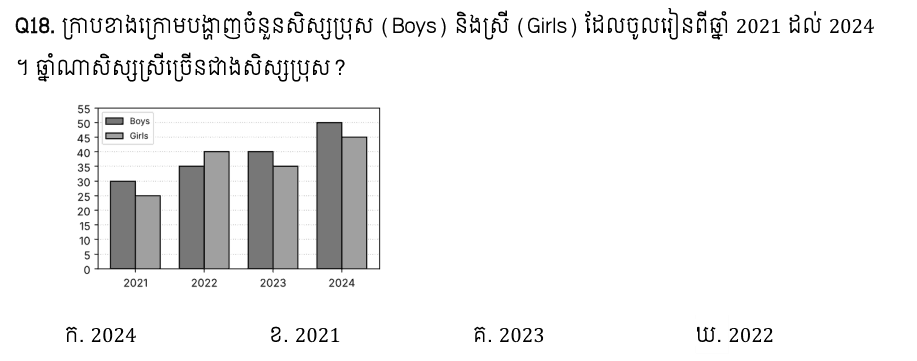 Q18. ក្រាបខាងក្រោមបង្ហាញចំនួនសិស្សប្រុស (Boys) និងស្រី (Girls) ដែលចូលរៀនពីឆ្នាំ 2021 ដល់ 2024
។ ឆ្នាំណាសិស្សស្រីច្រើនជាងសិស្សប្រុស?
55
50
45
40
35
30
25
20
15
10
5
0
Boys
Girls
2021 2022 2023 2024
ក. 2024 ខ. 2021 គ. 2023 ឃ. 2022